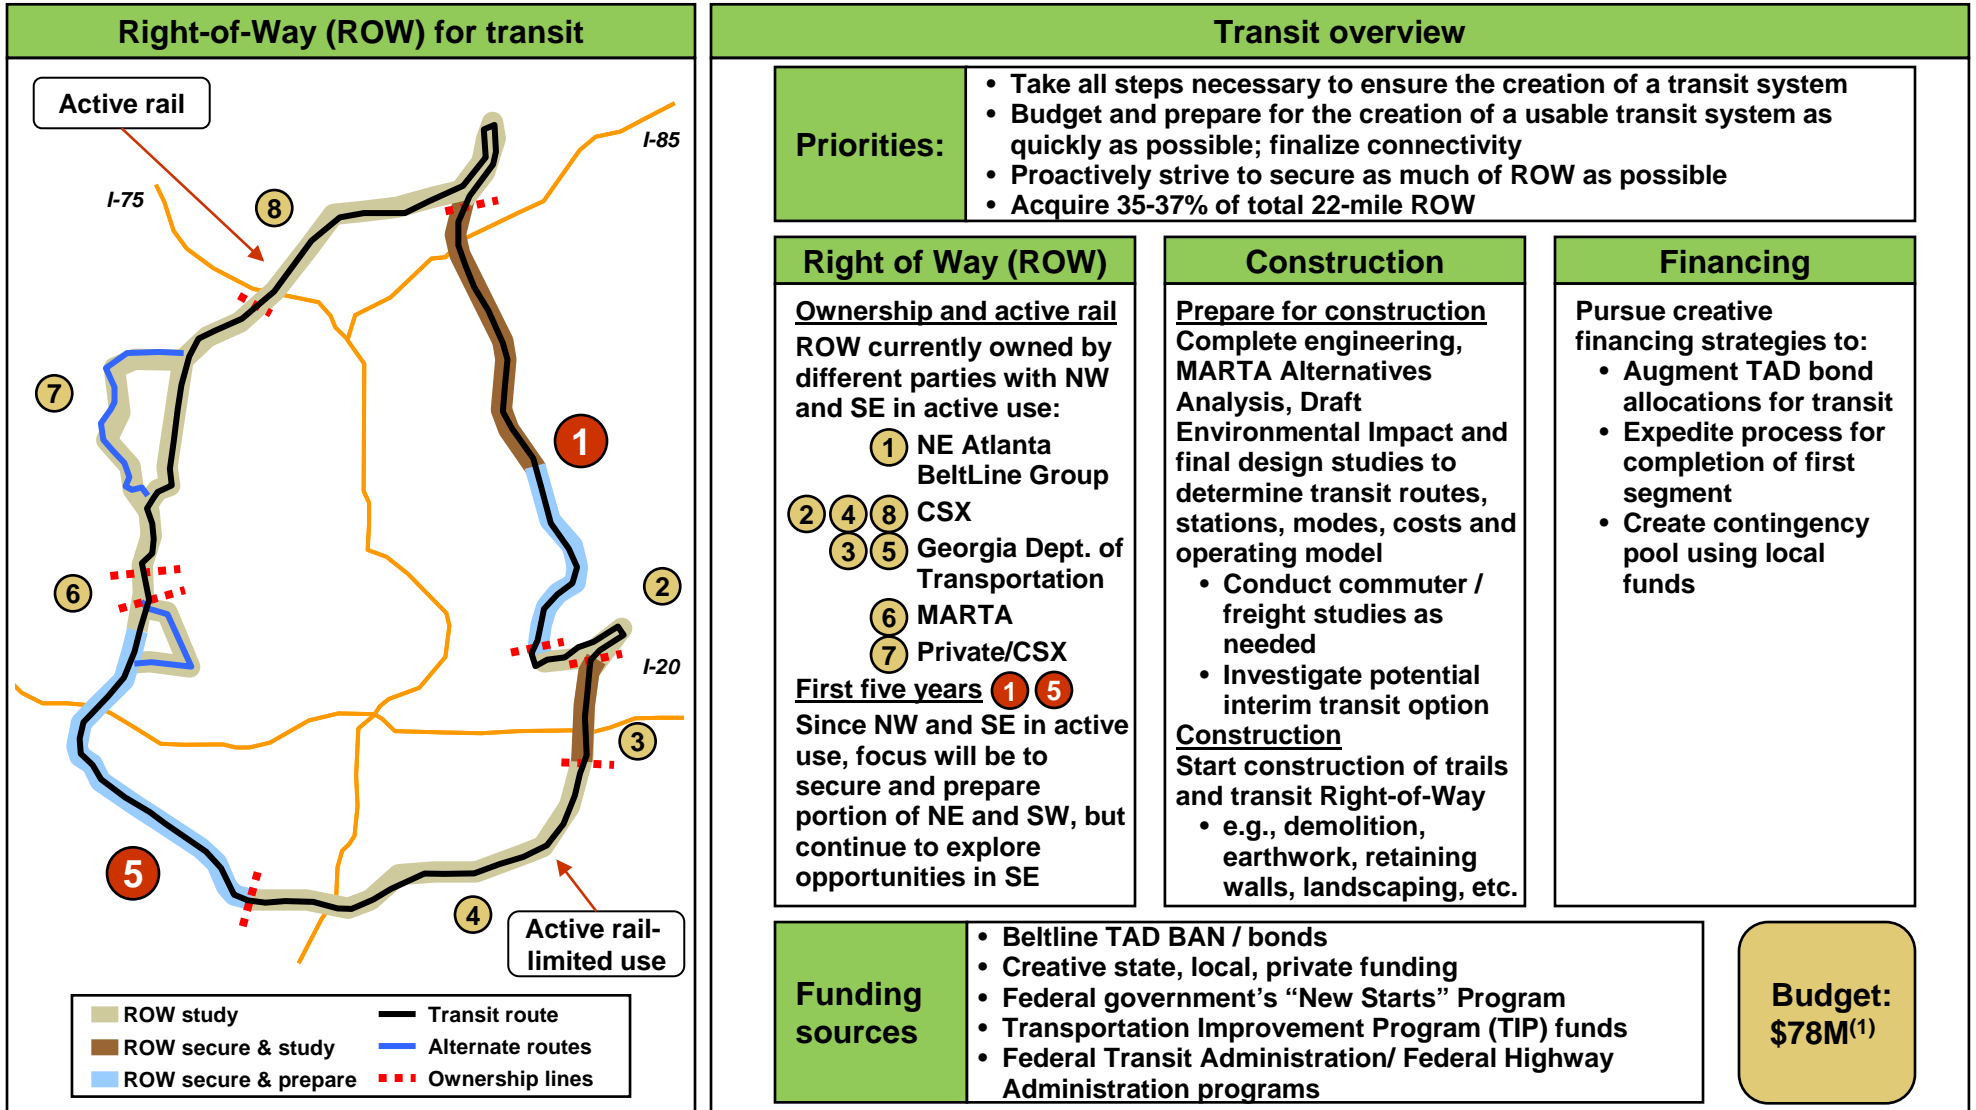 Right-of-Way (ROW) for transit
Active rail
I-85
I-75
8
7
1
6
2
I-20
3
5
4
Active rail-
limited use
ROW study
ROW secure & study
ROW secure & prepare
Transit route
Alternate routes
Ownership lines
Transit overview
Priorities:
• Take all steps necessary to ensure the creation of a transit system
• Budget and prepare for the creation of a usable transit system as
quickly as possible; finalize connectivity
• Proactively strive to secure as much of ROW as possible
• Acquire 35-37% of total 22-mile ROW
Right of Way (ROW)
Ownership and active rail
ROW currently owned by
different parties with NW
and SE in active use:
1 NE Atlanta
BeltLine Group
2 4 8 CSX
3 5 Georgia Dept. of
Transportation
6 MARTA
7 Private/CSX
First five years 1 5
Since NW and SE in active
use, focus will be to
secure and prepare
portion of NE and SW, but
continue to explore
opportunities in SE
Construction
Prepare for construction
Complete engineering,
MARTA Alternatives
Analysis, Draft
Environmental Impact and
final design studies to
determine transit routes,
stations, modes, costs and
operating model
• Conduct commuter /
freight studies as
needed
• Investigate potential
interim transit option
Construction
Start construction of trails
and transit Right-of-Way
• e.g., demolition,
earthwork, retaining
walls, landscaping, etc.
Financing
Pursue creative
financing strategies to:
• Augment TAD bond
allocations for transit
• Expedite process for
completion of first
segment
• Create contingency
pool using local
funds
Funding
sources
• Beltline TAD BAN / bonds
• Creative state, local, private funding
• Federal government’s “New Starts” Program
• Transportation Improvement Program (TIP) funds
• Federal Transit Administration/ Federal Highway
Administration programs
Budget:
$78M(1)